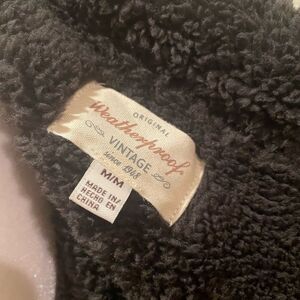 ORIGINAL
Weatherproof
VINTAGE
since 1948
M/M
MADE IN/
HECHO EN
CHINA